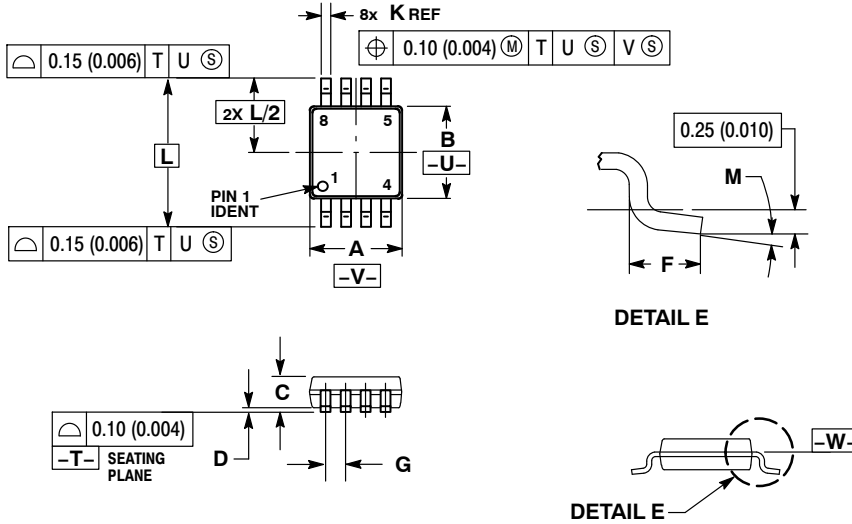 8x K REF
⌖ 0.10 (0.004) Ⓜ T U Ⓢ V Ⓢ
⌓ 0.15 (0.006) T U Ⓢ
2X L/2
8 5
B
–U–
L
1
4
PIN 1
IDENT
⌓ 0.15 (0.006) T U Ⓢ
A
–V–
0.25 (0.010)
M
F
DETAIL E
C
⌓ 0.10 (0.004)
–T– SEATING
PLANE
D
G
–W–
DETAIL E